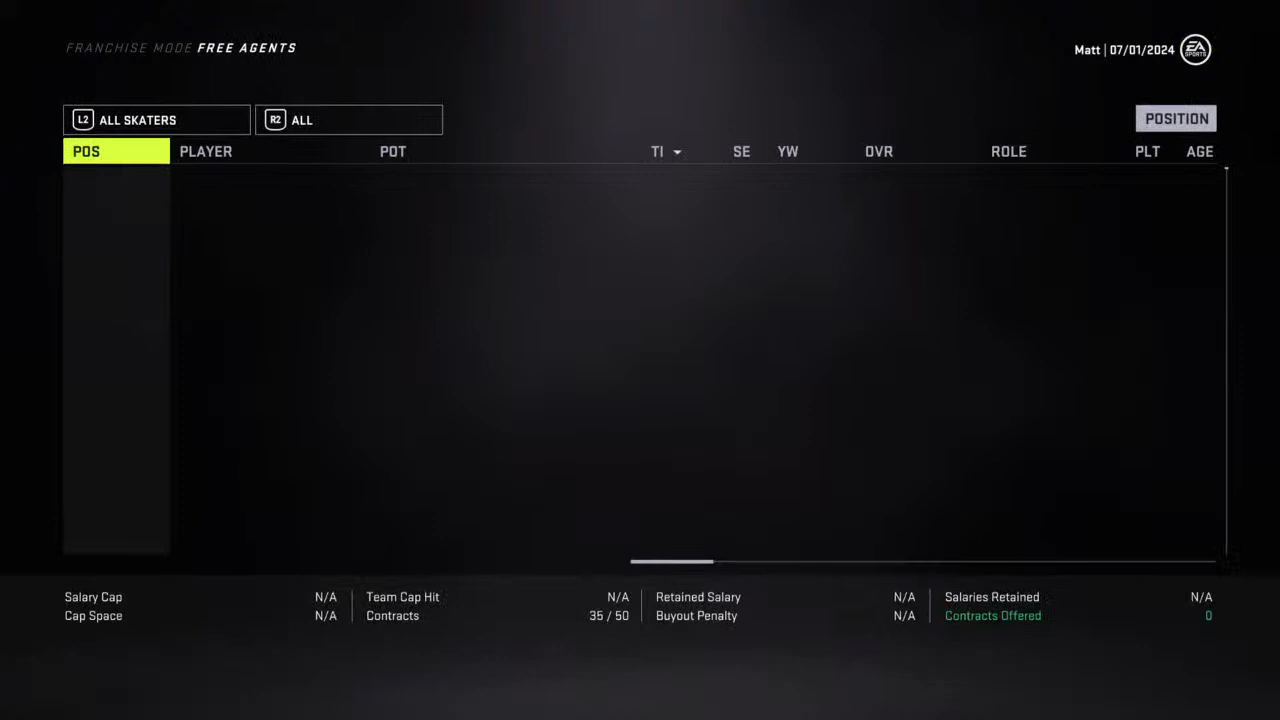 FRANCHISE MODE FREE AGENTS
Matt | 07/01/2024 EA SPORTS
L2 ALL SKATERS R2 ALL POSITION
POS PLAYER POT TI SE YW OVR ROLE PLT AGE
Salary Cap N/A Team Cap Hit N/A Retained Salary N/A Salaries Retained N/A
Cap Space N/A Contracts 35 / 50 Buyout Penalty N/A Contracts Offered 0